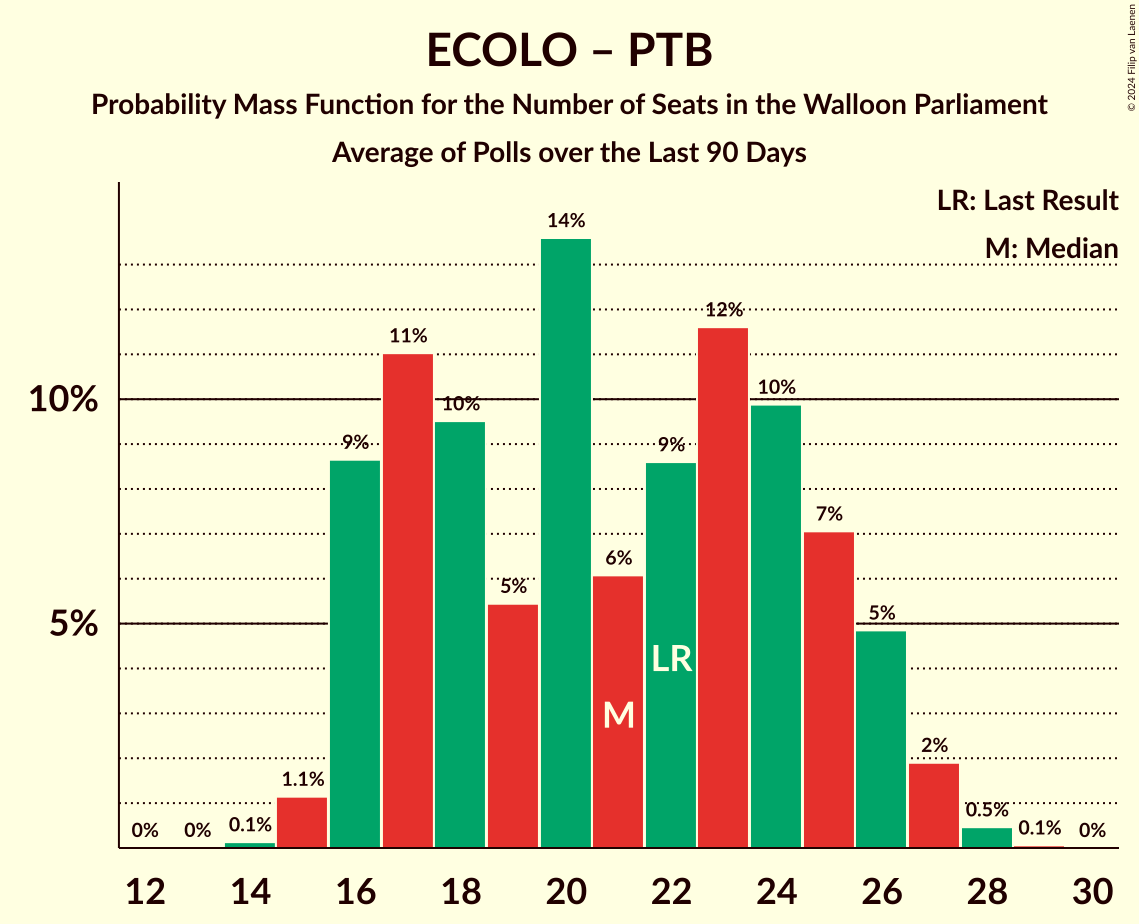 ECOLO – PTB
Probability Mass Function for the Number of Seats in the Walloon Parliament
Average of Polls over the Last 90 Days
© 2024 Filip van Laenen
LR: Last Result
M: Median
10%
5%
0%
0%
0.1%
1.1%
9%
11%
10%
5%
14%
6%
9%
12%
10%
7%
5%
2%
0.5%
0.1%
0%
LR
M
12 14 16 18 20 22 24 26 28 30